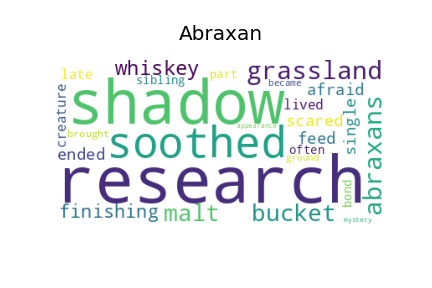 Abraxan
late
whiskey
sibling
part
became
grassland
afraid
creature
shadow
lived
scared
single
abraxans
brought
soothed
appearance
feed
often
ended
ground
research
bond
finishing
malt
bucket
mystery